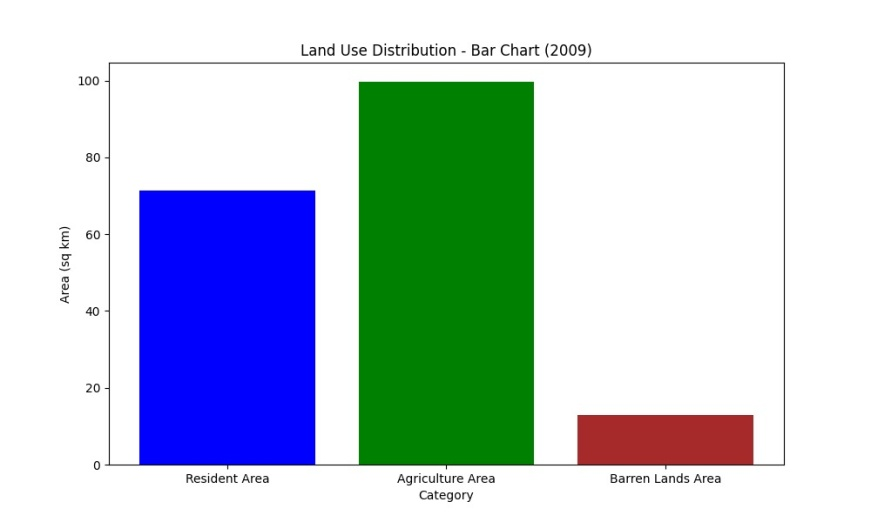 Land Use Distribution - Bar Chart (2009)
Area (sq km)
100
80
60
40
20
0
Resident Area
Agriculture Area
Barren Lands Area
Category